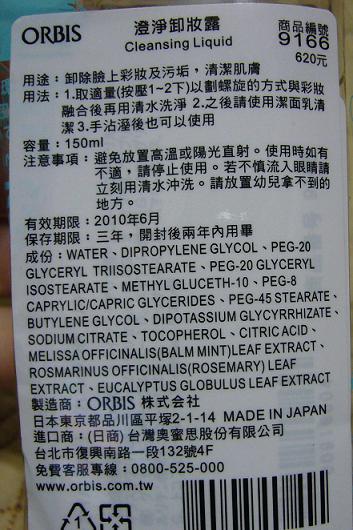 ORBIS 澄淨卸妝露 商品編號
Cleansing Liquid 9166
620元
用途：卸除臉上彩妝及污垢，清潔肌膚
用法：1.取適量(按壓1~2下)以劃螺旋的方式與彩妝
融合後再用清水洗淨 2.之後請使用潔面乳清
潔 3.手沾溼後也可以使用
容量：150ml
注意事項：避免放置高溫或陽光直射。使用時如有
不適，請停止使用。若不慎流入眼睛請
立刻用清水沖洗。請放置幼兒拿不到的
地方。
有效期限：2010年6月
保存期限：三年，開封後兩年內用畢
成份：WATER、DIPROPYLENE GLYCOL、PEG-20
GLYCERYL TRIISOSTEARATE、PEG-20 GLYCERYL
ISOSTEARATE、METHYL GLUCETH-10、PEG-8
CAPRYLIC/CAPRIC GLYCERIDES、PEG-45 STEARATE、
BUTYLENE GLYCOL、DIPOTASSIUM GLYCYRRHIZATE、
SODIUM CITRATE、TOCOPHEROL、CITRIC ACID、
MELISSA OFFICINALIS(BALM MINT)LEAF EXTRACT、
ROSMARINUS OFFICINALIS(ROSEMARY) LEAF
EXTRACT、EUCALYPTUS GLOBULUS LEAF EXTRACT
製造商：ORBIS 株式会社
日本東京都品川區平塚2-1-14 MADE IN JAPAN
進口商：(日商) 台灣奧蜜思股份有限公司
台北市復興南路一段132號4F
免費客服專線：0800-525-000
www.orbis.com.tw
1